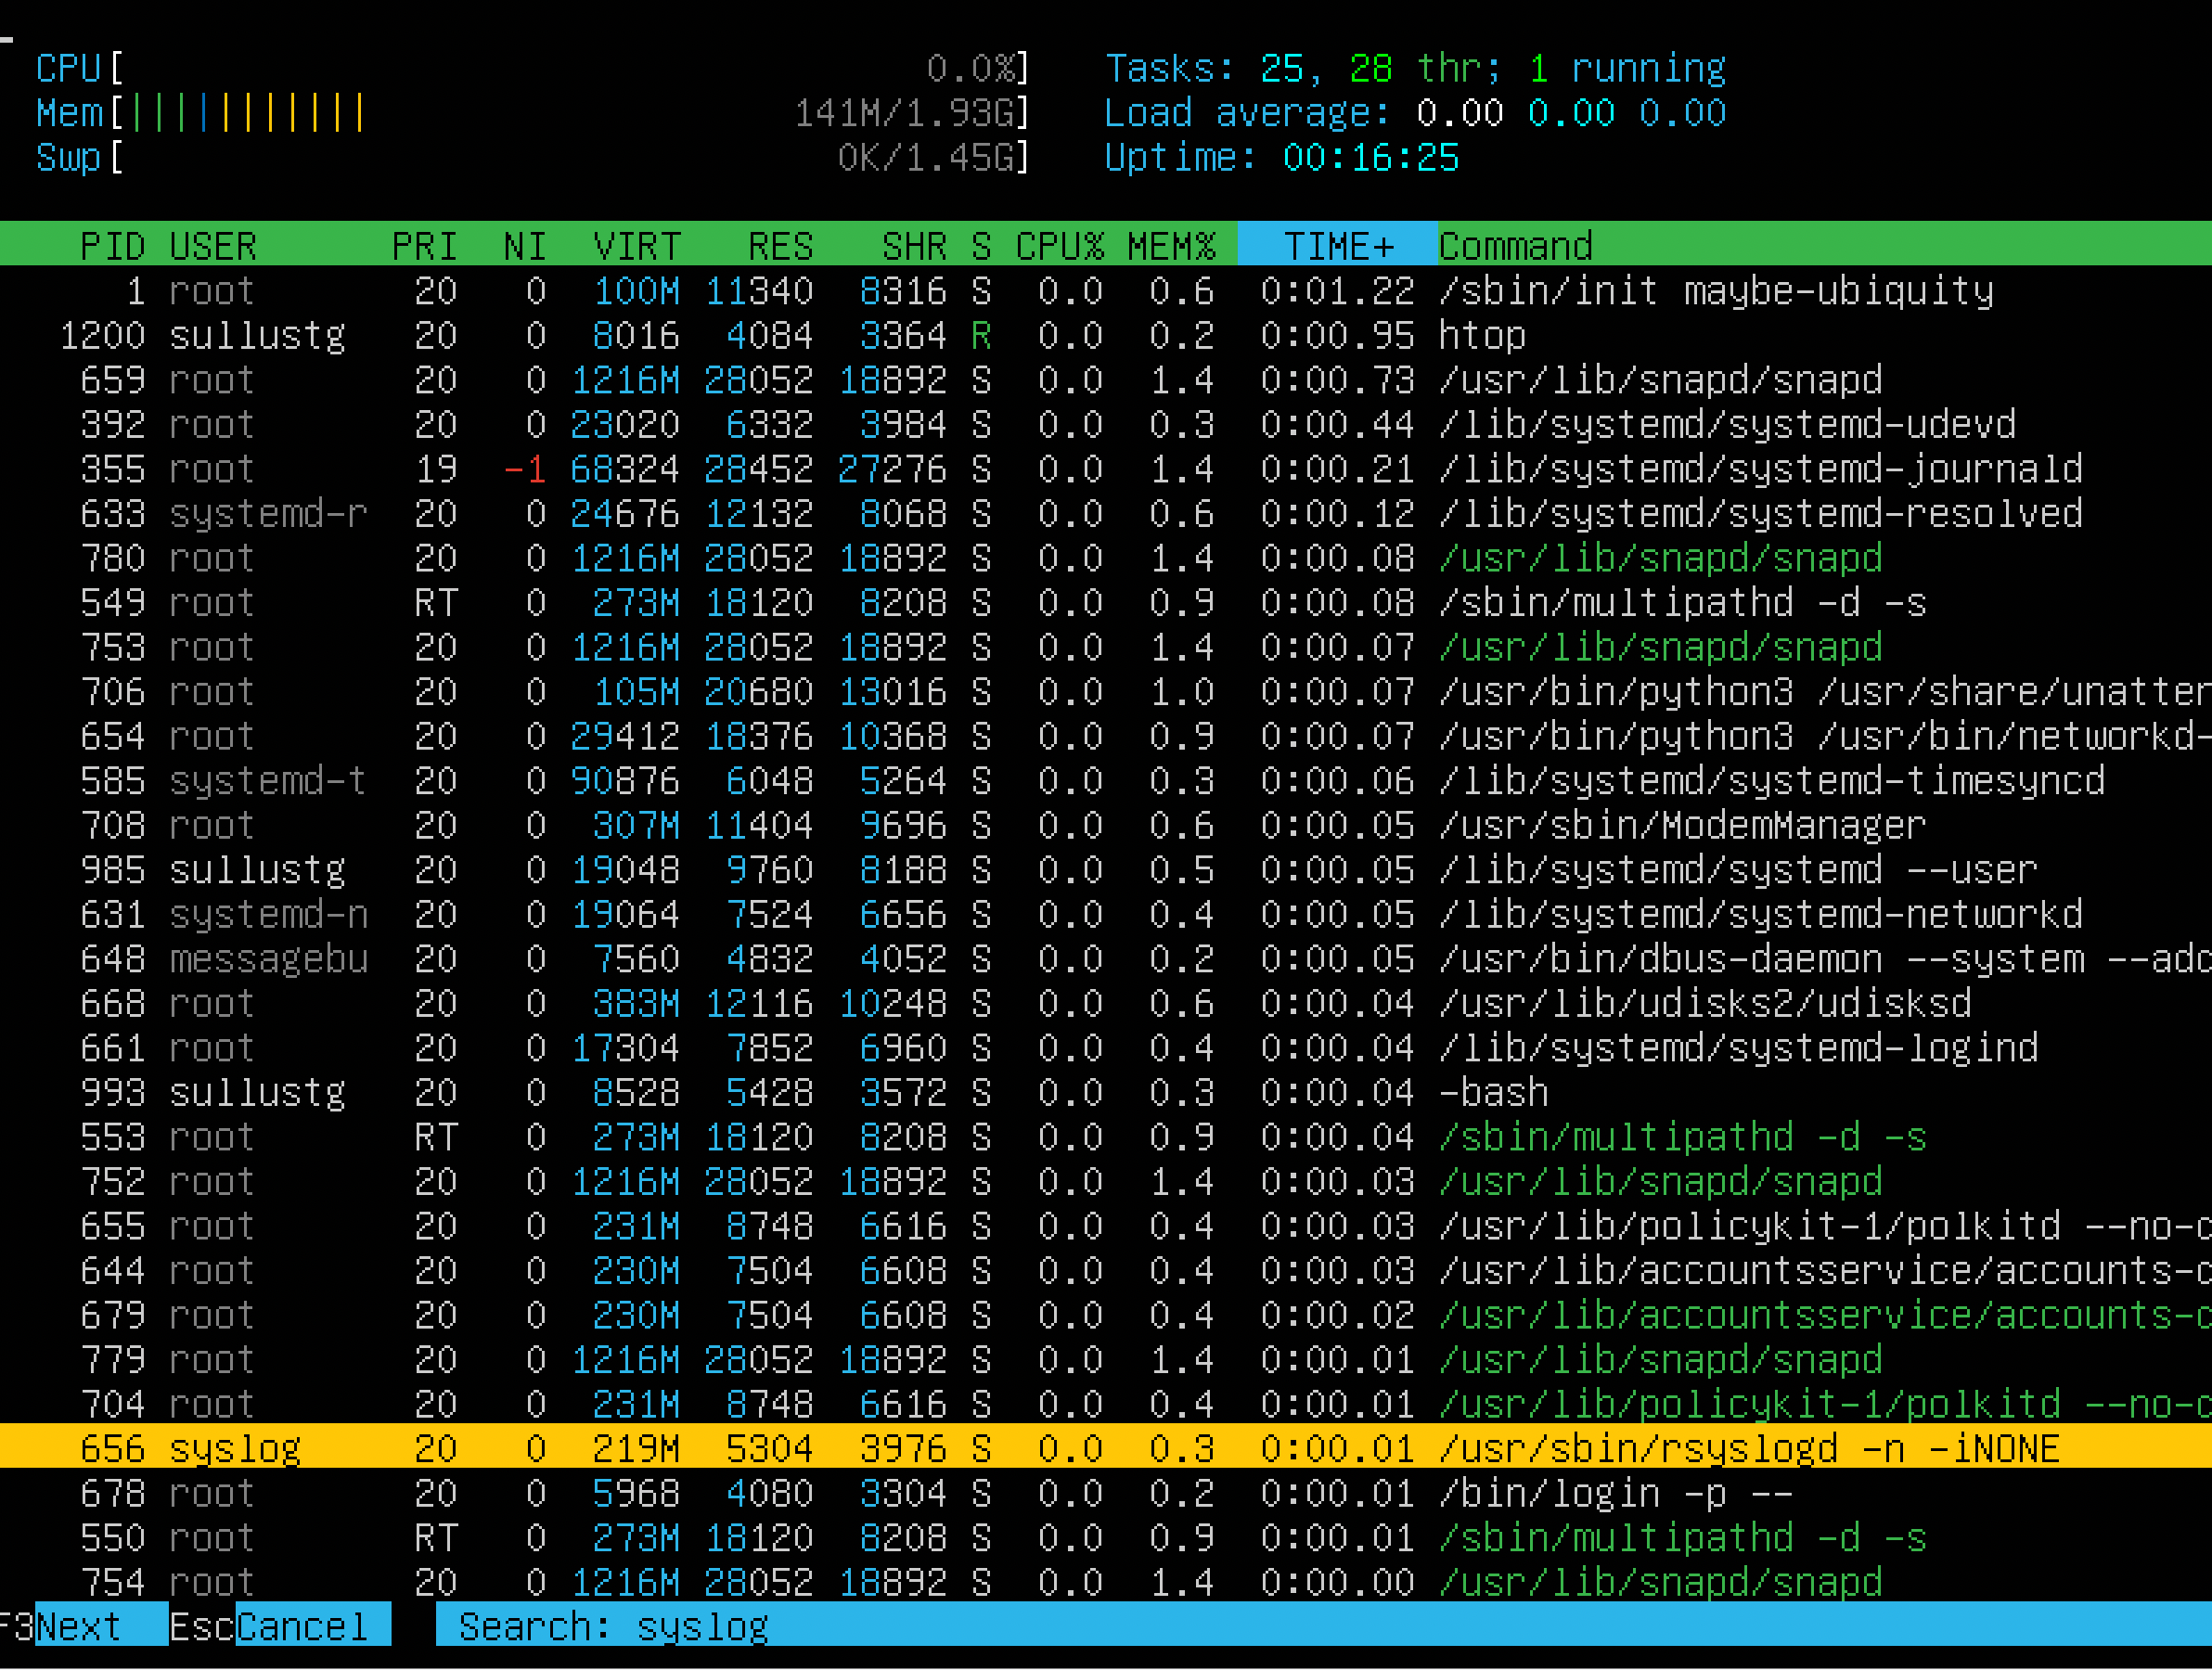 CPU[ 0.0%] Tasks: 25, 28 thr; 1 running
Mem[||||||||||| 141M/1.93G] Load average: 0.00 0.00 0.00
Swp[ 0K/1.45G] Uptime: 00:16:25
PID USER PRI NI VIRT RES SHR S CPU% MEM% TIME+ Command
1 root 20 0 100M 11340 8316 S 0.0 0.6 0:01.22 /sbin/init maybe-ubiquity
1200 sullustg 20 0 8016 4084 3364 R 0.0 0.2 0:00.95 htop
659 root 20 0 1216M 28052 18892 S 0.0 1.4 0:00.73 /usr/lib/snapd/snapd
392 root 20 0 23020 6332 3984 S 0.0 0.3 0:00.44 /lib/systemd/systemd-udevd
355 root 19 -1 68324 28452 27276 S 0.0 1.4 0:00.21 /lib/systemd/systemd-journald
633 systemd-r 20 0 24676 12132 8068 S 0.0 0.6 0:00.12 /lib/systemd/systemd-resolved
780 root 20 0 1216M 28052 18892 S 0.0 1.4 0:00.08 /usr/lib/snapd/snapd
549 root RT 0 273M 18120 8208 S 0.0 0.9 0:00.08 /sbin/multipathd -d -s
753 root 20 0 1216M 28052 18892 S 0.0 1.4 0:00.07 /usr/lib/snapd/snapd
706 root 20 0 105M 20680 13016 S 0.0 1.0 0:00.07 /usr/bin/python3 /usr/share/unatter
654 root 20 0 29412 18376 10368 S 0.0 0.9 0:00.07 /usr/bin/python3 /usr/bin/networkd-
585 systemd-t 20 0 90876 6048 5264 S 0.0 0.3 0:00.06 /lib/systemd/systemd-timesyncd
708 root 20 0 307M 11404 9696 S 0.0 0.6 0:00.05 /usr/sbin/ModemManager
985 sullustg 20 0 19048 9760 8188 S 0.0 0.5 0:00.05 /lib/systemd/systemd --user
631 systemd-n 20 0 19064 7524 6656 S 0.0 0.4 0:00.05 /lib/systemd/systemd-networkd
648 messagebu 20 0 7560 4832 4052 S 0.0 0.2 0:00.05 /usr/bin/dbus-daemon --system --adc
668 root 20 0 383M 12116 10248 S 0.0 0.6 0:00.04 /usr/lib/udisks2/udisksd
661 root 20 0 17304 7852 6960 S 0.0 0.4 0:00.04 /lib/systemd/systemd-logind
993 sullustg 20 0 8528 5428 3572 S 0.0 0.3 0:00.04 -bash
553 root RT 0 273M 18120 8208 S 0.0 0.9 0:00.04 /sbin/multipathd -d -s
752 root 20 0 1216M 28052 18892 S 0.0 1.4 0:00.03 /usr/lib/snapd/snapd
655 root 20 0 231M 8748 6616 S 0.0 0.4 0:00.03 /usr/lib/policykit-1/polkitd --no-c
644 root 20 0 230M 7504 6608 S 0.0 0.4 0:00.03 /usr/lib/accountsservice/accounts-c
679 root 20 0 230M 7504 6608 S 0.0 0.4 0:00.02 /usr/lib/accountsservice/accounts-c
779 root 20 0 1216M 28052 18892 S 0.0 1.4 0:00.01 /usr/lib/snapd/snapd
704 root 20 0 231M 8748 6616 S 0.0 0.4 0:00.01 /usr/lib/policykit-1/polkitd --no-c
656 syslog 20 0 219M 5304 3976 S 0.0 0.3 0:00.01 /usr/sbin/rsyslogd -n -iNONE
678 root 20 0 5968 4080 3304 S 0.0 0.2 0:00.01 /bin/login -p --
550 root RT 0 273M 18120 8208 S 0.0 0.9 0:00.01 /sbin/multipathd -d -s
754 root 20 0 1216M 28052 18892 S 0.0 1.4 0:00.00 /usr/lib/snapd/snapd
F3Next EscCancel Search: syslog